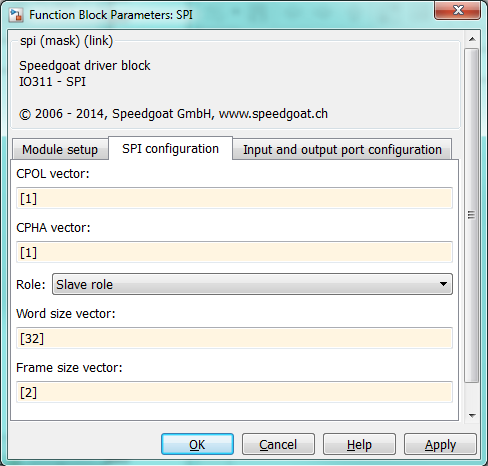 Function Block Parameters: SPI
spi (mask) (link)
Speedgoat driver block
IO311 - SPI
© 2006 - 2014, Speedgoat GmbH, www.speedgoat.ch
Module setup SPI configuration Input and output port configuration
CPOL vector:
[1]
CPHA vector:
[1]
Role: Slave role
Word size vector:
[32]
Frame size vector:
[2]
OK Cancel Help Apply